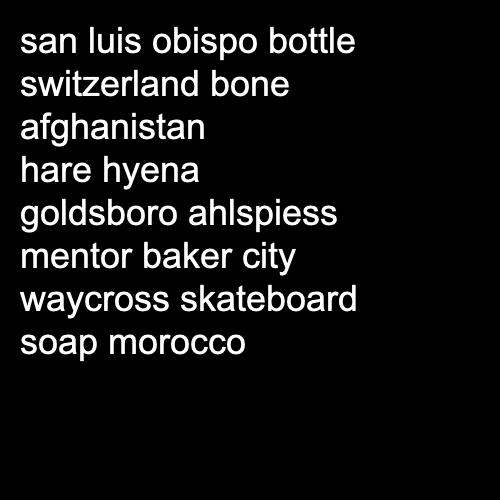 san luis obispo bottle
switzerland bone
afghanistan
hare hyena
goldsboro ahlspiess
mentor baker city
waycross skateboard
soap morocco